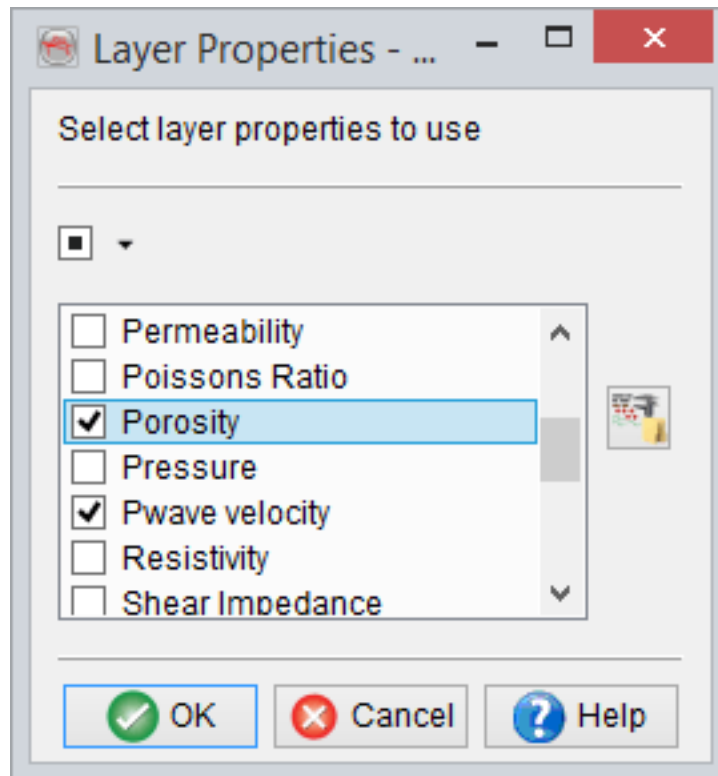 Layer Properties - ...
Select layer properties to use
Permeability
Poissons Ratio
Porosity
Pressure
Pwave velocity
Resistivity
Shear Impedance
OK Cancel Help